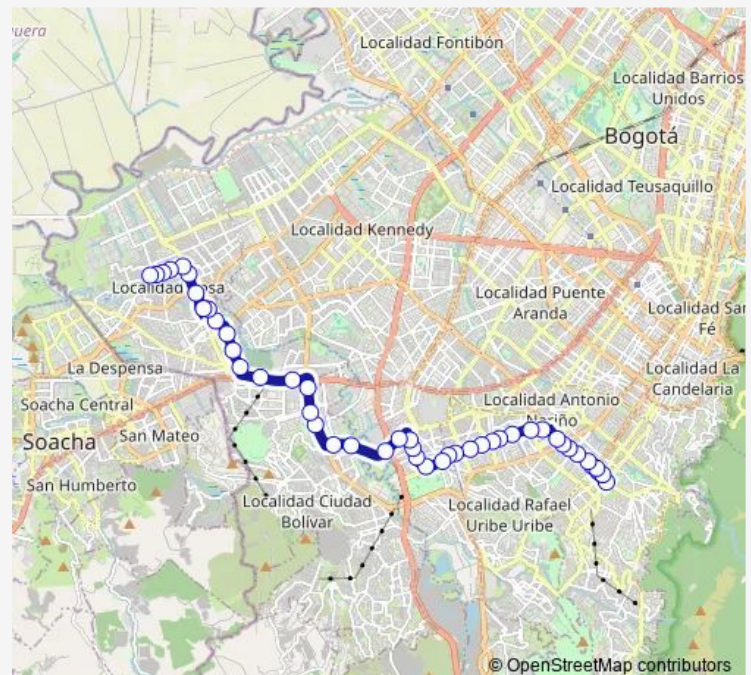 uera
Localidad Fontibón
Localidad Barrios
Unidos
Bogotá
Localidad Teusaquillo
Localidad Kennedy
Localidad Puente
Aranda
Localidad San
Fé
Localidad La
Candelaria
La Despensa
Soacha Central
Soacha
San Mateo
San Humberto
Localidad Antonio
Nariño
Localidad Ciudad
Bolívar
Localidad Rafael
Uribe Uribe
© OpenStreetMap contributors